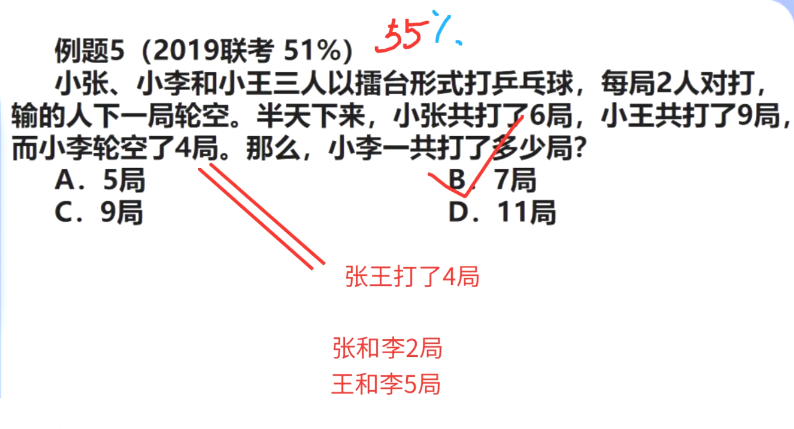 例题5（2019联考 51%） 55%
小张、小李和小王三人以擂台形式打乒乓球，每局2人对打，
输的人下一局轮空。半天下来，小张共打了6局，小王共打了9局，
而小李轮空了4局。那么，小李一共打了多少局？
A．5局 B．7局
C．9局 D．11局
张王打了4局
张和李2局
王和李5局